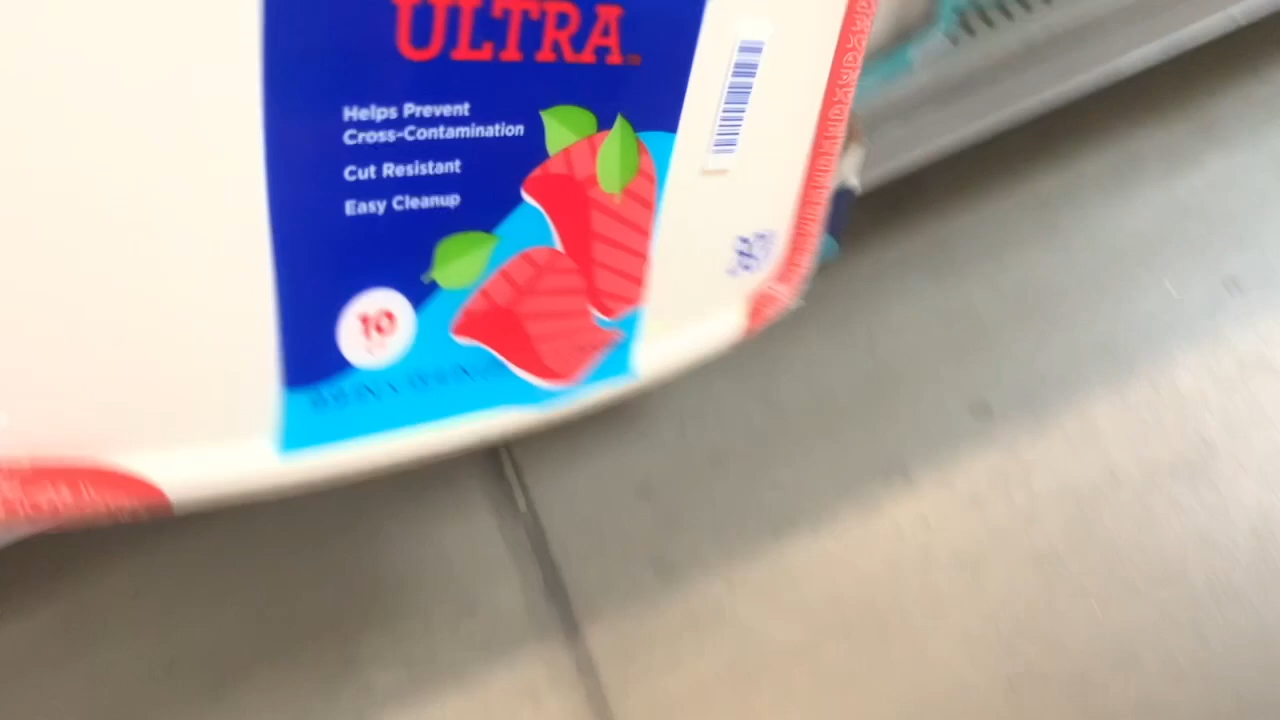 ULTRA
Helps Prevent
Cross-Contamination
Cut Resistant
Easy Cleanup
10